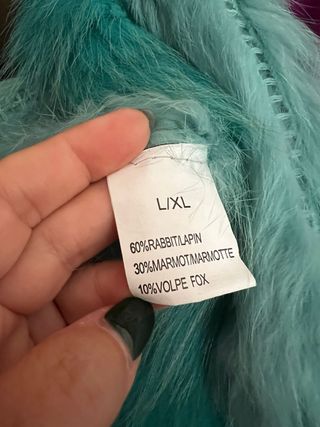 L/XL
60%RABBIT/LAPIN
30%MARMOT/MARMOTTE
10%VOLPE FOX